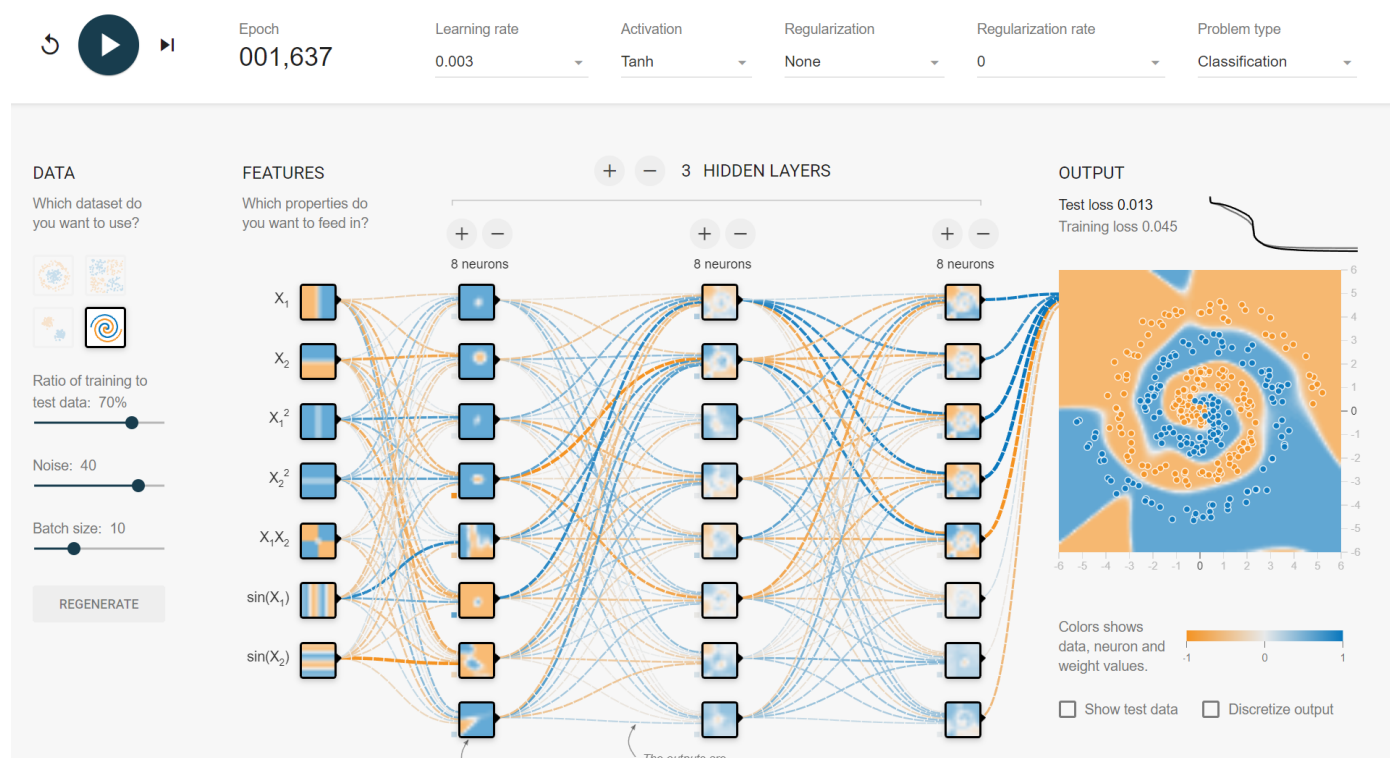 Epoch
001,637
Learning rate
0.003
Activation
Tanh
Regularization
None
Regularization rate
0
Problem type
Classification
DATA
Which dataset do
you want to use?
Ratio of training to
test data: 70%
Noise: 40
Batch size: 10
REGENERATE
FEATURES
Which properties do
you want to feed in?
X1
X2
X1²
X2²
X1X2
sin(X1)
sin(X2)
+ − 3 HIDDEN LAYERS
+ −
8 neurons
+ −
8 neurons
+ −
8 neurons
The outputs are
OUTPUT
Test loss 0.013
Training loss 0.045
6
5
4
3
2
1
0
-1
-2
-3
-4
-5
-6
-6 -5 -4 -3 -2 -1 0 1 2 3 4 5 6
Colors shows
data, neuron and
weight values.
-1 0 1
Show test data
Discretize output